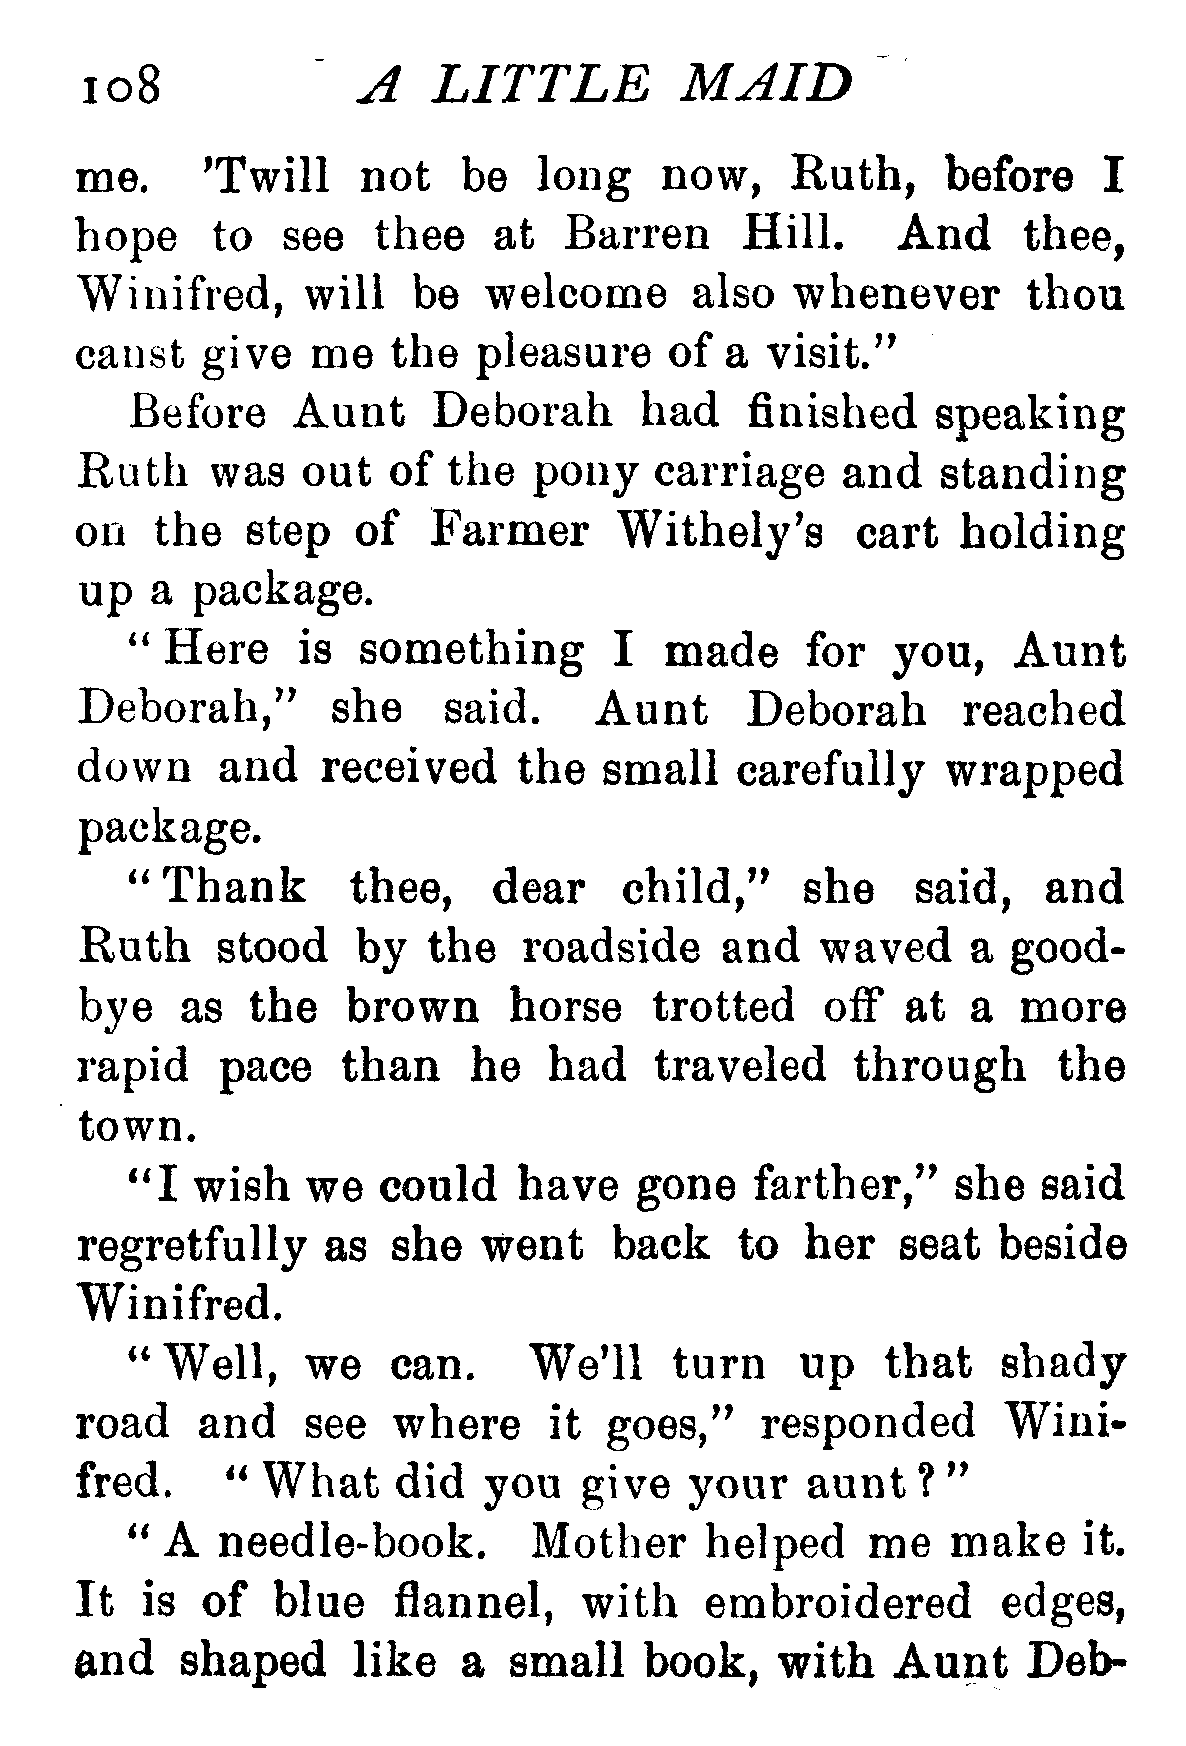 108 A LITTLE MAID
me. 'Twill not be long now, Ruth, before I
hope to see thee at Barren Hill. And thee,
Winifred, will be welcome also whenever thou
canst give me the pleasure of a visit."
Before Aunt Deborah had finished speaking
Ruth was out of the pony carriage and standing
on the step of Farmer Withely's cart holding
up a package.
"Here is something I made for you, Aunt
Deborah," she said. Aunt Deborah reached
down and received the small carefully wrapped
package.
"Thank thee, dear child," she said, and
Ruth stood by the roadside and waved a good-
bye as the brown horse trotted off at a more
rapid pace than he had traveled through the
town.
"I wish we could have gone farther," she said
regretfully as she went back to her seat beside
Winifred.
"Well, we can. We'll turn up that shady
road and see where it goes," responded Wini-
fred. "What did you give your aunt?"
"A needle-book. Mother helped me make it.
It is of blue flannel, with embroidered edges,
and shaped like a small book, with Aunt Deb-